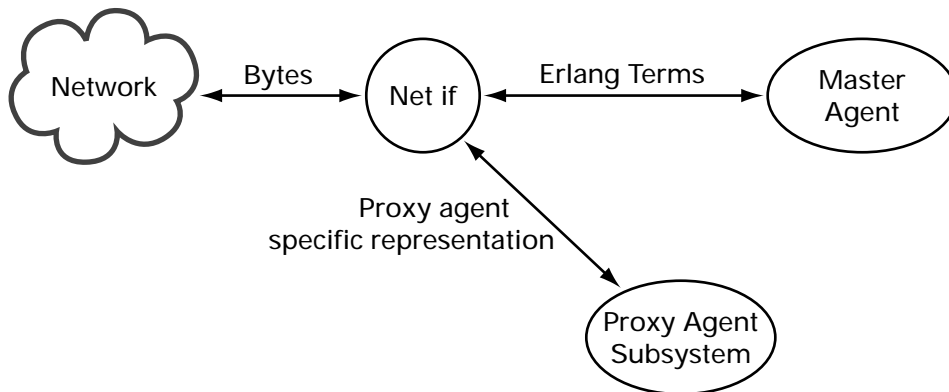 Network
Bytes
Net if
Erlang Terms
Master
Agent
Proxy agent
specific representation
Proxy Agent
Subsystem